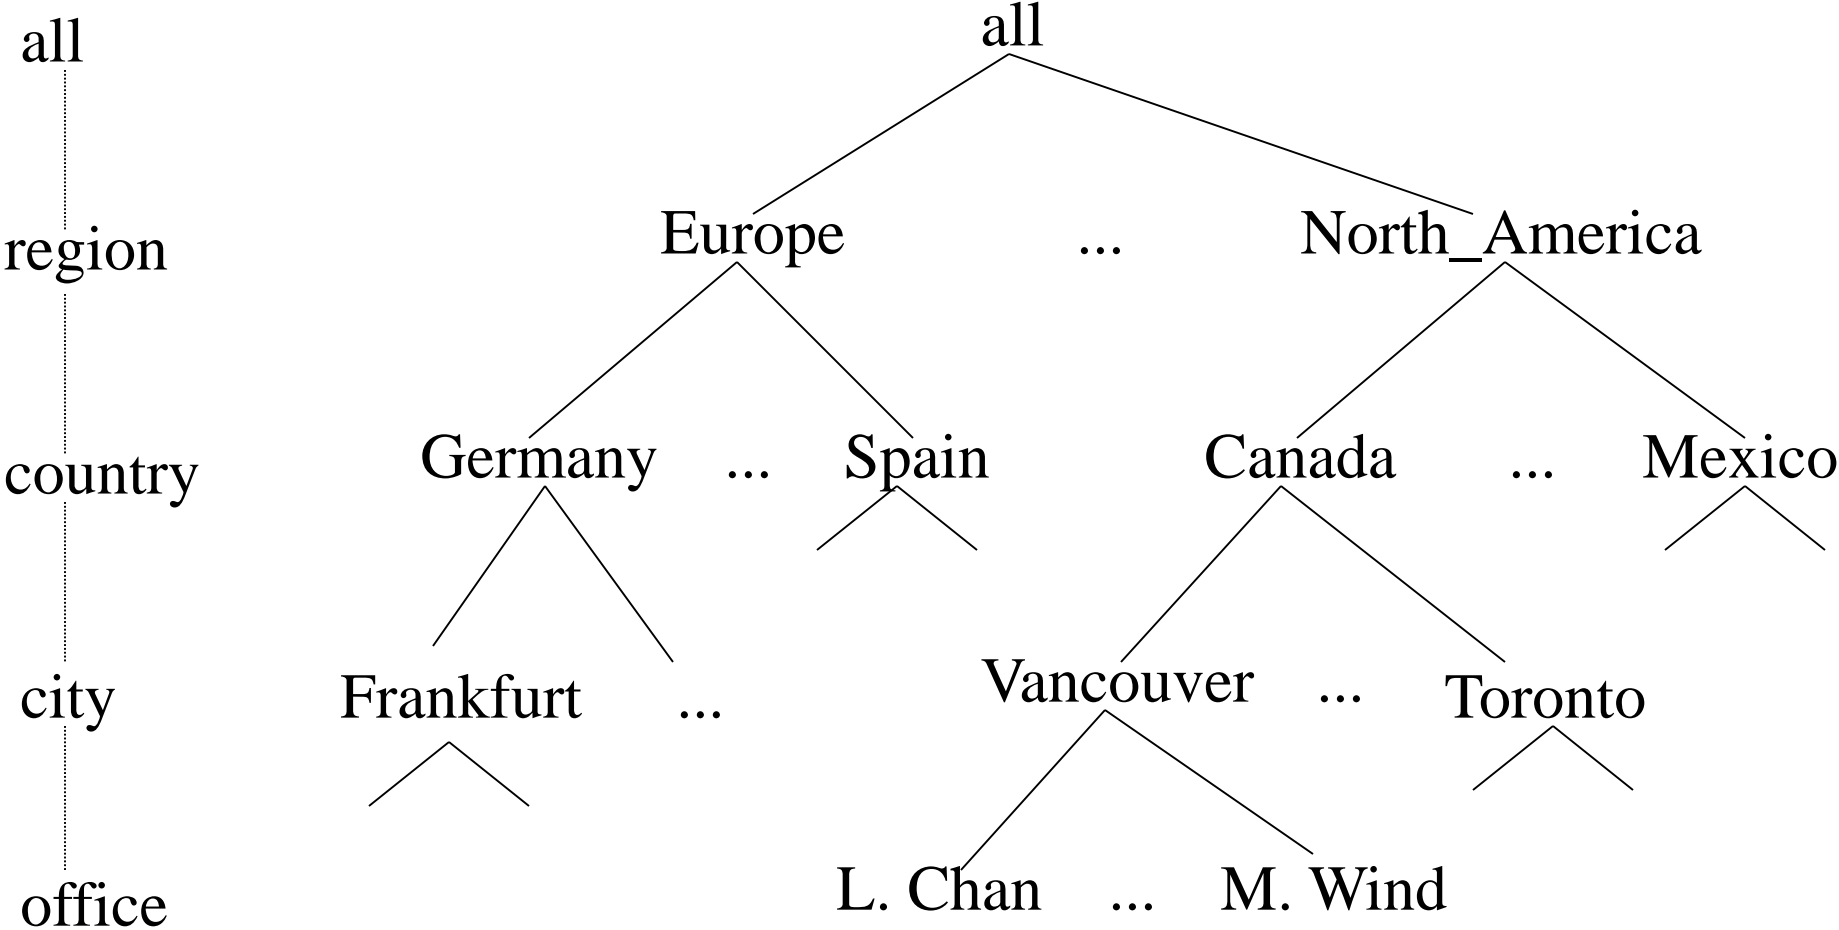 all
all
region
Europe ... North_America
country
Germany ... Spain Canada ... Mexico
city
Frankfurt ... Vancouver ... Toronto
office
L. Chan ... M. Wind